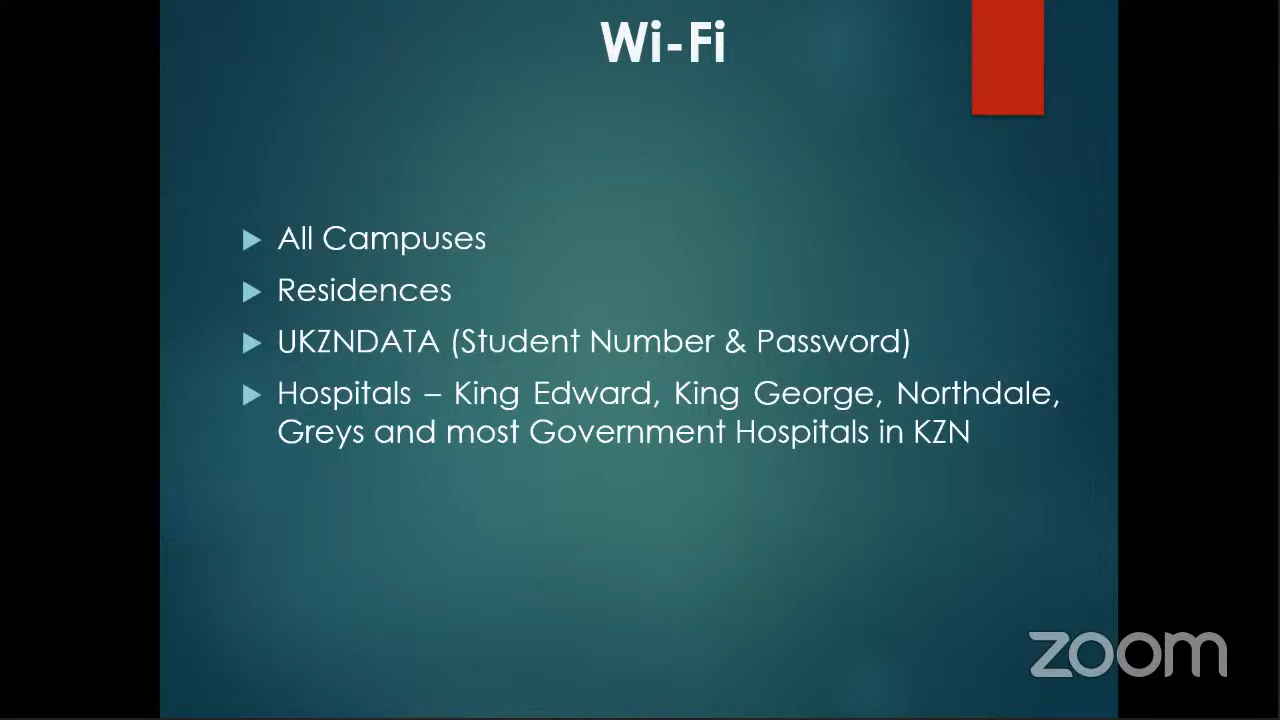 Wi-Fi
All Campuses
Residences
UKZNDATA (Student Number & Password)
Hospitals – King Edward, King George, Northdale,
Greys and most Government Hospitals in KZN
zoom